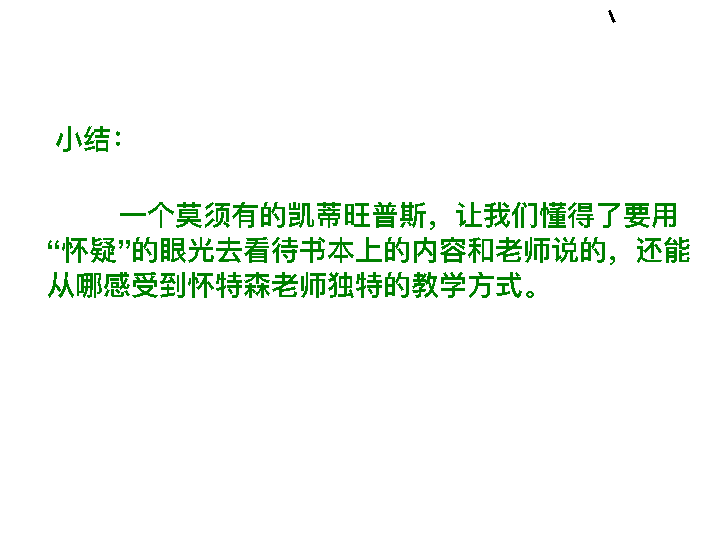 \
小结：
一个莫须有的凯蒂旺普斯，让我们懂得了要用
“怀疑”的眼光去看待书本上的内容和老师说的，还能
从哪感受到怀特森老师独特的教学方式。